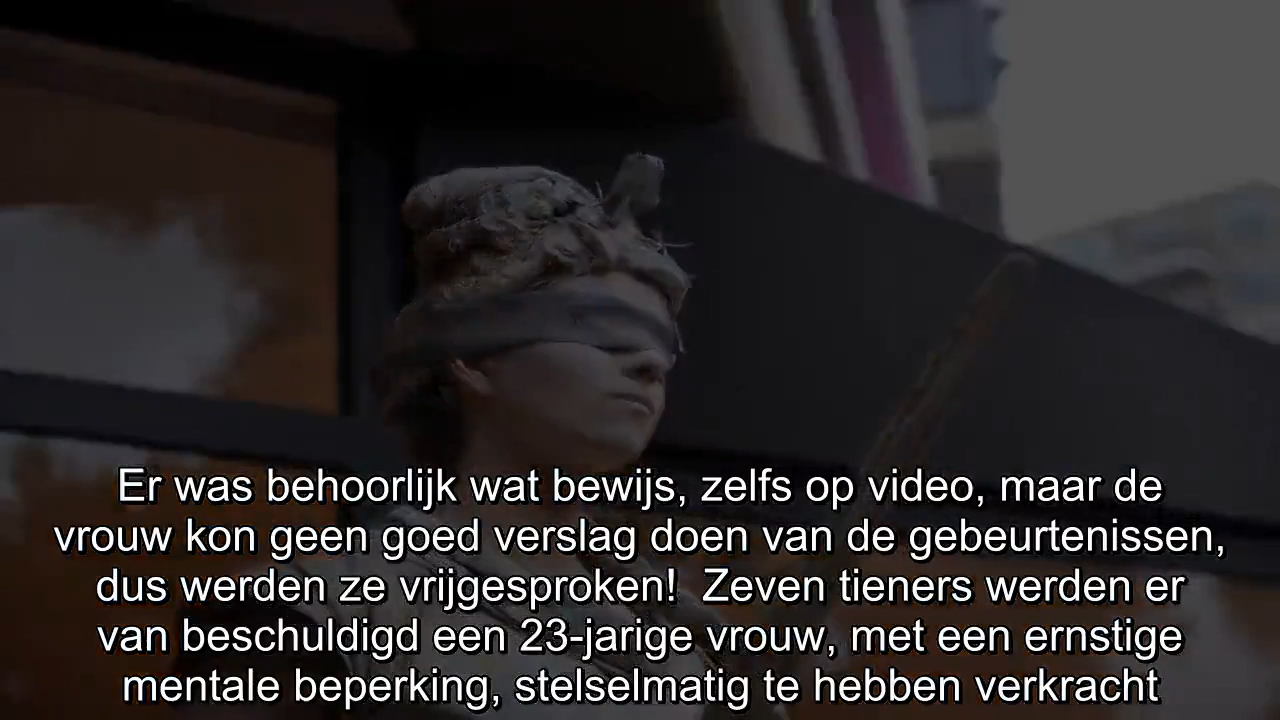 Er was behoorlijk wat bewijs, zelfs op video, maar de
vrouw kon geen goed verslag doen van de gebeurtenissen,
dus werden ze vrijgesproken!  Zeven tieners werden er
van beschuldigd een 23-jarige vrouw, met een ernstige
mentale beperking, stelselmatig te hebben verkracht